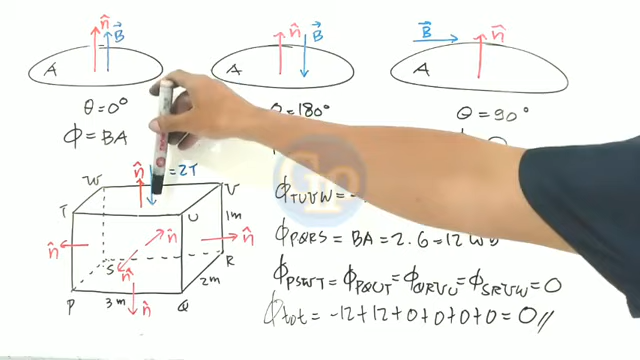 n̂ B⃗
A
θ = 0°
Φ = BA
n̂ B⃗
A
= 180°
B⃗ n̂
A
θ = 90°
W V
T U
n̂ = 2T
1m
n̂ n̂ n̂
S R
n̂
P 3m n̂ Q 2m
Φ_TUVW = -
Φ_PQRS = BA = 2.6 = 12 Wb
Φ_PSWT = Φ_PQUT = Φ_QRVU = Φ_SRVW = 0
Φ_tot = -12 + 12 + 0 + 0 + 0 + 0 = 0 //